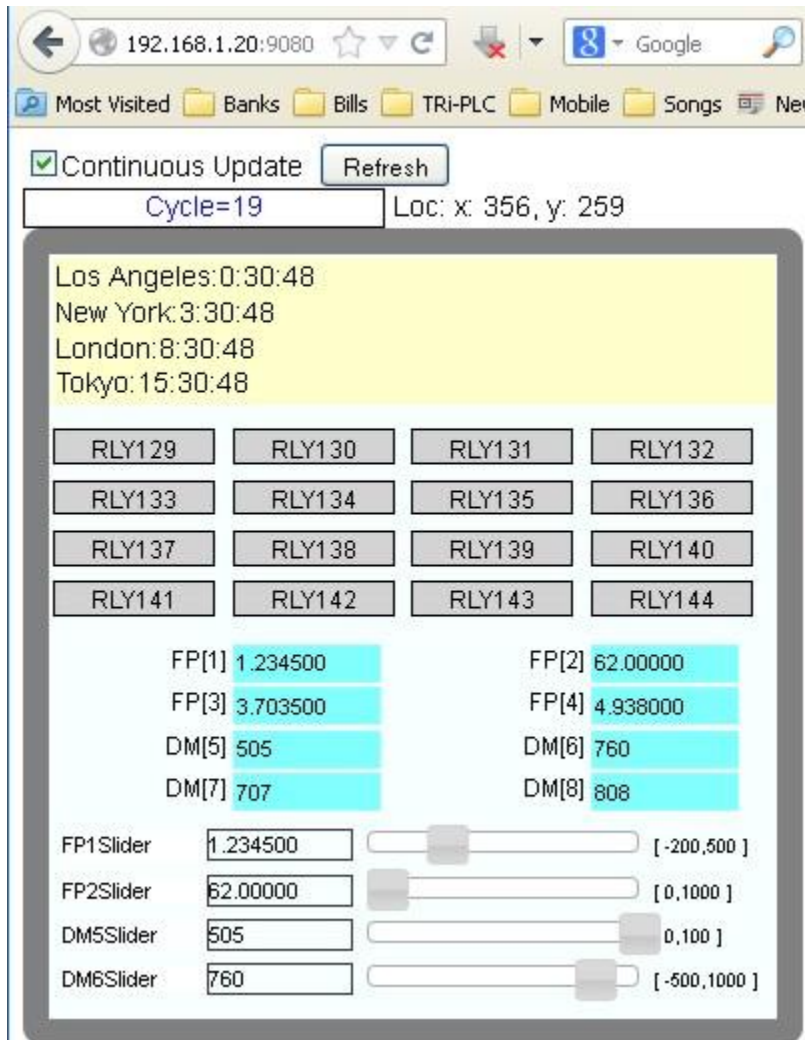 192.168.1.20:9080 8 Google
Most Visited Banks Bills TRi-PLC Mobile Songs
Continuous Update Refresh
Cycle=19 Loc: x: 356, y: 259
Los Angeles:0:30:48
New York:3:30:48
London:8:30:48
Tokyo:15:30:48
RLY129 RLY130 RLY131 RLY132
RLY133 RLY134 RLY135 RLY136
RLY137 RLY138 RLY139 RLY140
RLY141 RLY142 RLY143 RLY144
FP[1] 1.234500 FP[2] 62.00000
FP[3] 3.703500 FP[4] 4.938000
DM[5] 505 DM[6] 760
DM[7] 707 DM[8] 808
FP1Slider 1.234500 [ -200,500 ]
FP2Slider 62.00000 [ 0,1000 ]
DM5Slider 505 0,100 ]
DM6Slider 760 [ -500,1000 ]